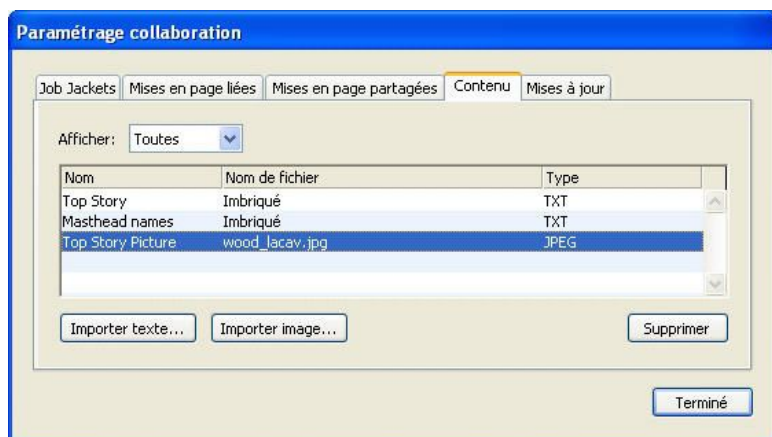 Paramétrage collaboration
Job Jackets Mises en page liées Mises en page partagées Contenu Mises à jour
Afficher: Toutes
Nom Nom de fichier Type
Top Story Imbriqué TXT
Masthead names Imbriqué TXT
Top Story Picture wood_lacav.jpg JPEG
Importer texte... Importer image... Supprimer
Terminé